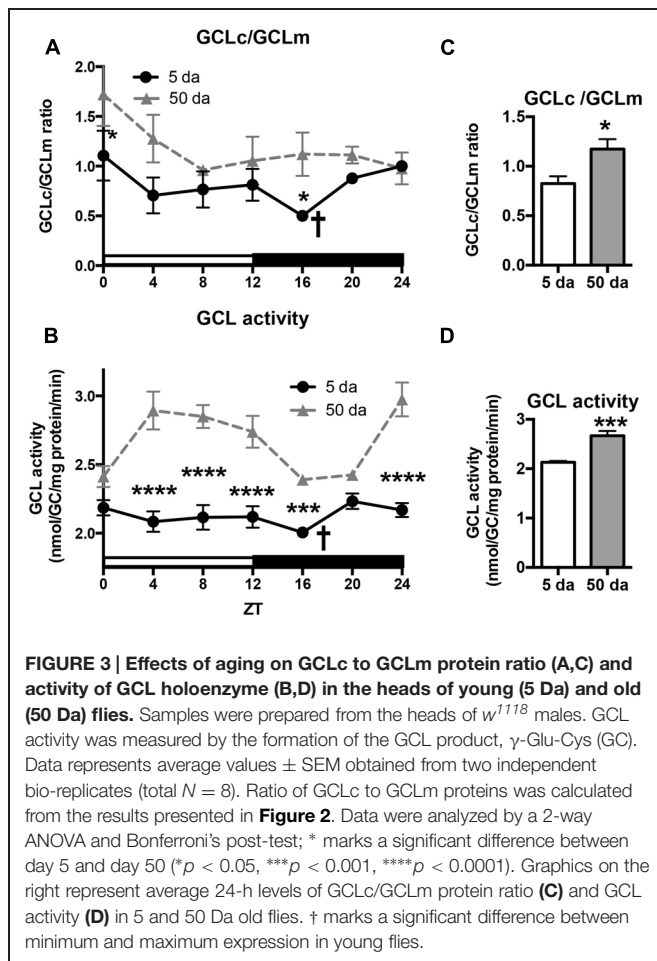 A
GCLc/GCLm
5 da
50 da
GCLc/GCLm ratio
2.0
1.5
1.0
0.5
0.0
*
*
†
0 4 8 12 16 20 24
C
GCLc /GCLm
GCLc/GCLm ratio
1.5
1.0
0.5
0.0
*
5 da 50 da
B
GCL activity
5 da
50 da
GCL activity
(nmol/GC/mg protein/min)
3.0
2.5
2.0
**** **** **** *** ****
†
0 4 8 12 16 20 24
ZT
D
GCL activity
GCL activity
(nmol/GC/mg protein/min)
3
2
1
0
***
5 da 50 da
FIGURE 3 | Effects of aging on GCLc to GCLm protein ratio (A,C) and
activity of GCL holoenzyme (B,D) in the heads of young (5 Da) and old
(50 Da) flies. Samples were prepared from the heads of w1118 males. GCL
activity was measured by the formation of the GCL product, γ-Glu-Cys (GC).
Data represents average values ± SEM obtained from two independent
bio-replicates (total N = 8). Ratio of GCLc to GCLm proteins was calculated
from the results presented in Figure 2. Data were analyzed by a 2-way
ANOVA and Bonferroni's post-test; * marks a significant difference between
day 5 and day 50 (*p < 0.05, ***p < 0.001, ****p < 0.0001). Graphics on the
right represent average 24-h levels of GCLc/GCLm protein ratio (C) and GCL
activity (D) in 5 and 50 Da old flies. † marks a significant difference between
minimum and maximum expression in young flies.